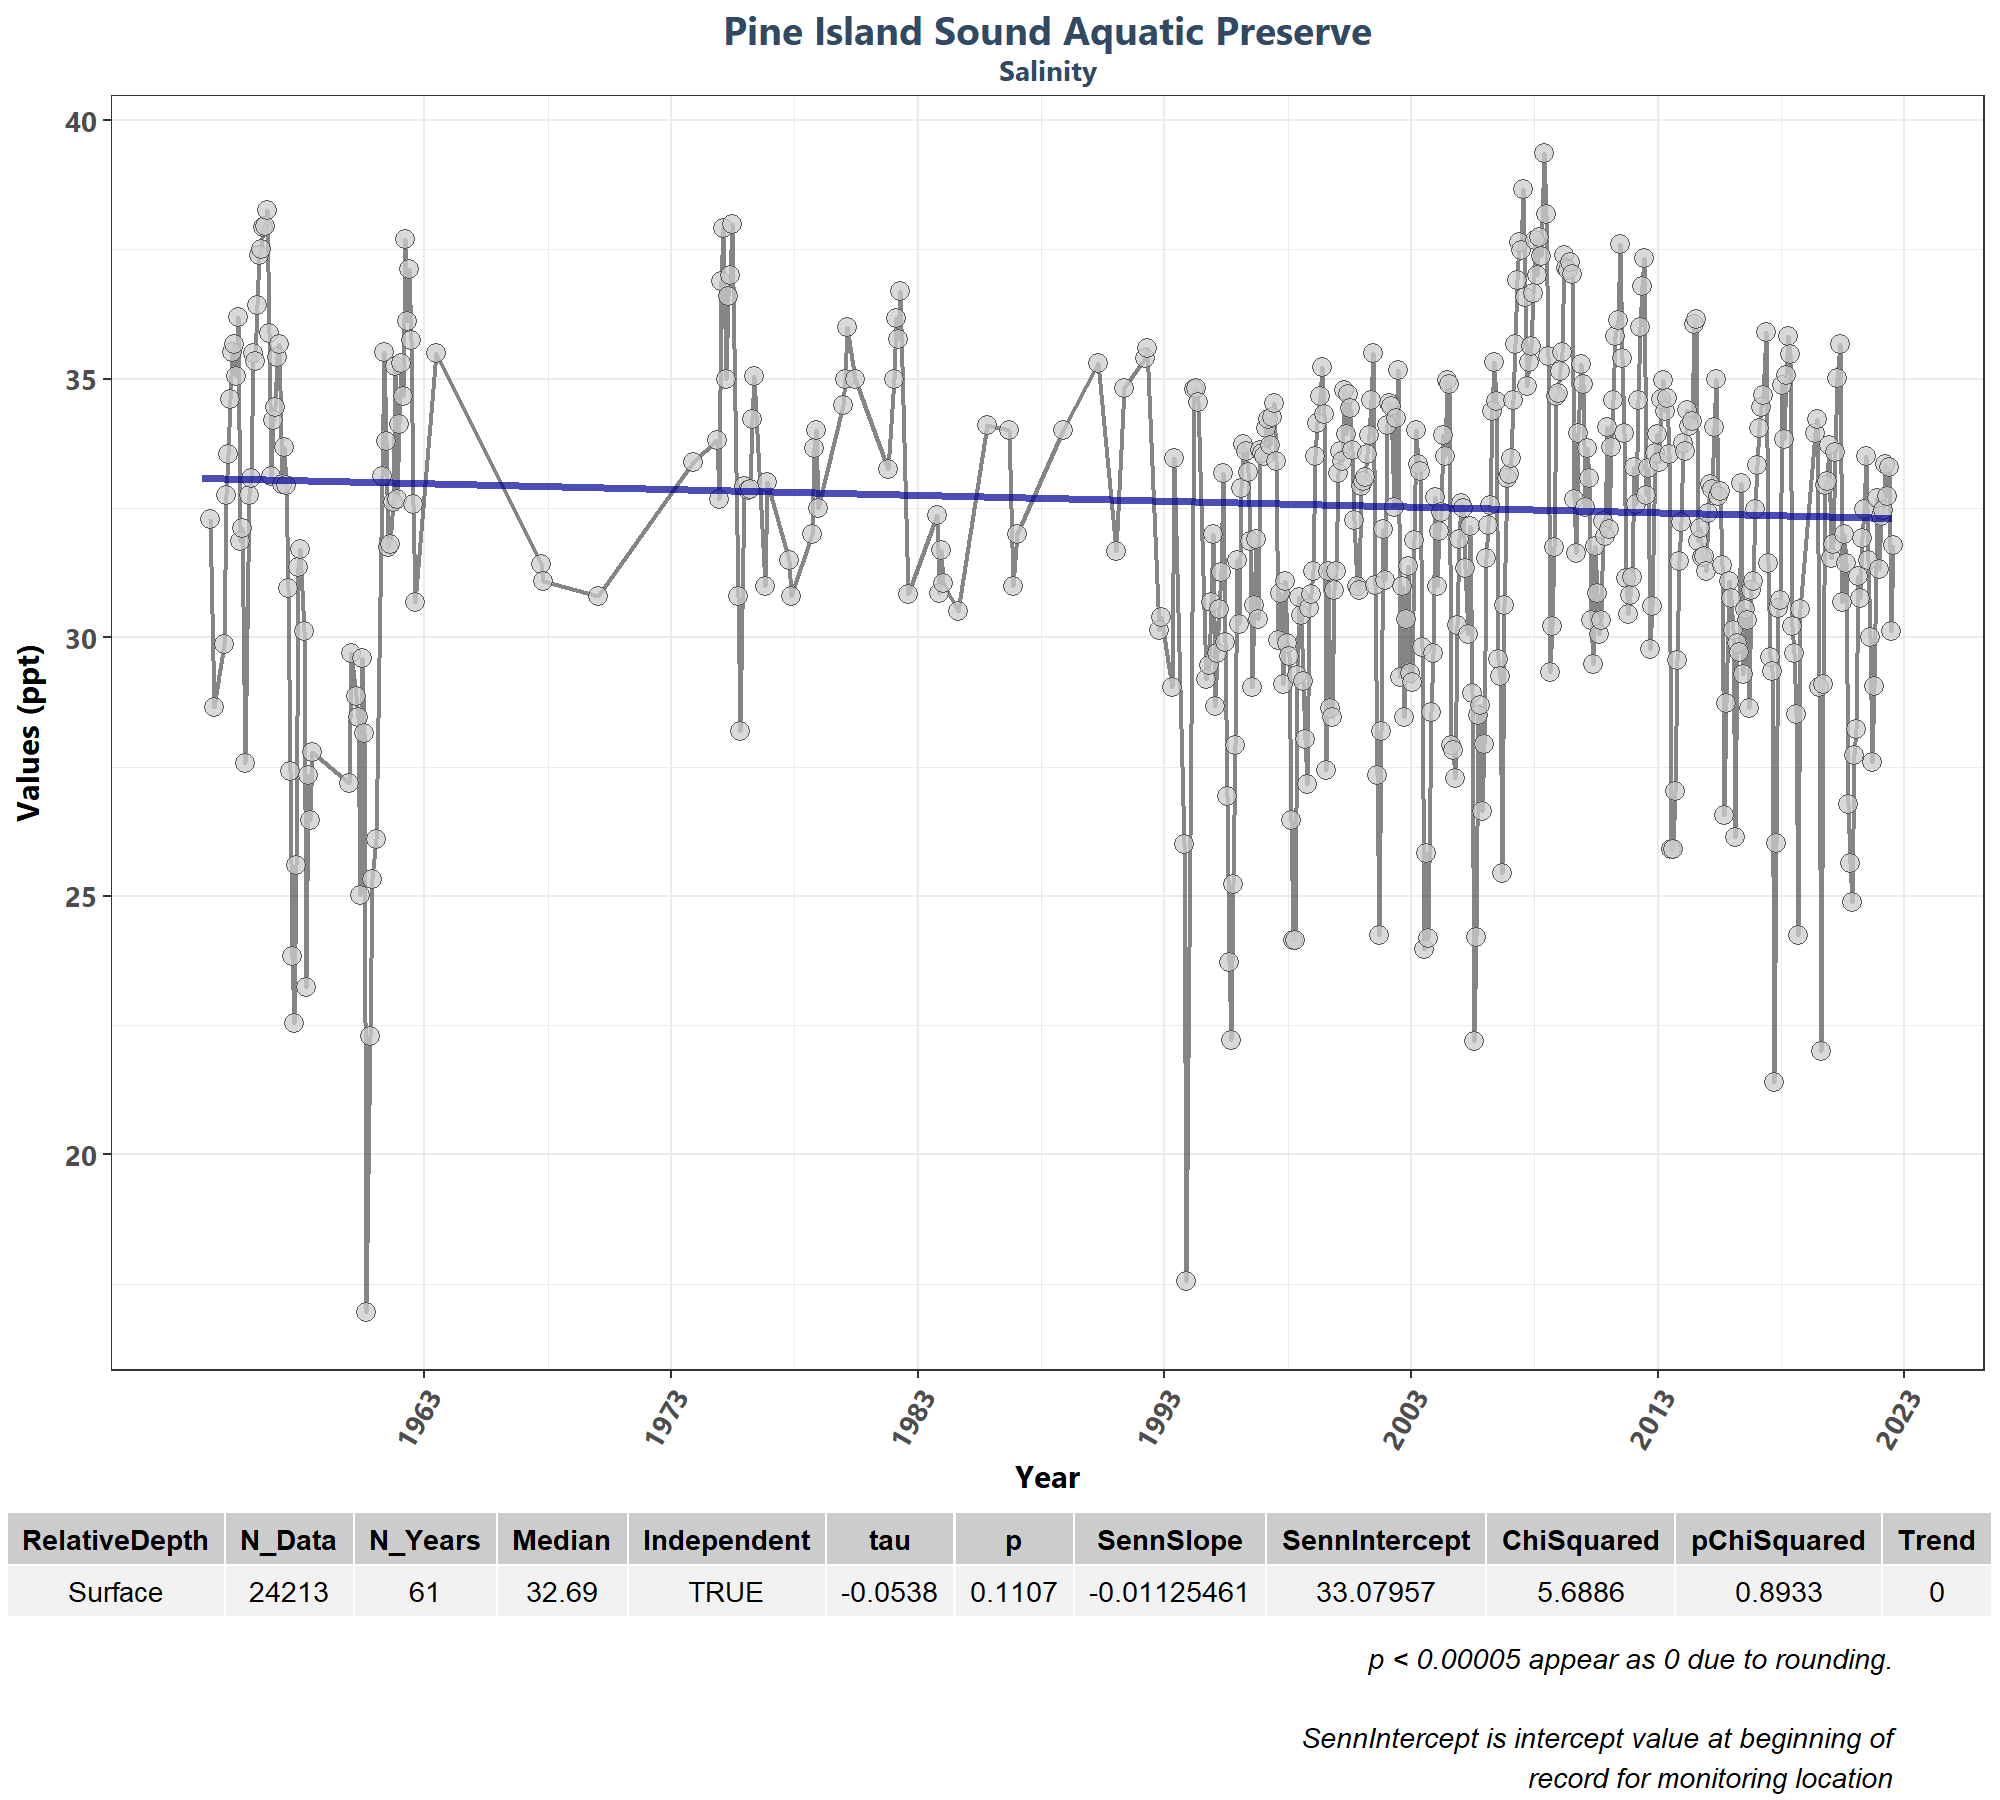 Pine Island Sound Aquatic Preserve
Salinity
40
35
30
25
20
Values (ppt)
1963
1973
1983
1993
2003
2013
2023
Year
RelativeDepth N_Data N_Years Median Independent tau p SennSlope SennIntercept ChiSquared pChiSquared Trend
Surface 24213 61 32.69 TRUE -0.0538 0.1107 -0.01125461 33.07957 5.6886 0.8933 0
p < 0.00005 appear as 0 due to rounding.
SennIntercept is intercept value at beginning of
record for monitoring location